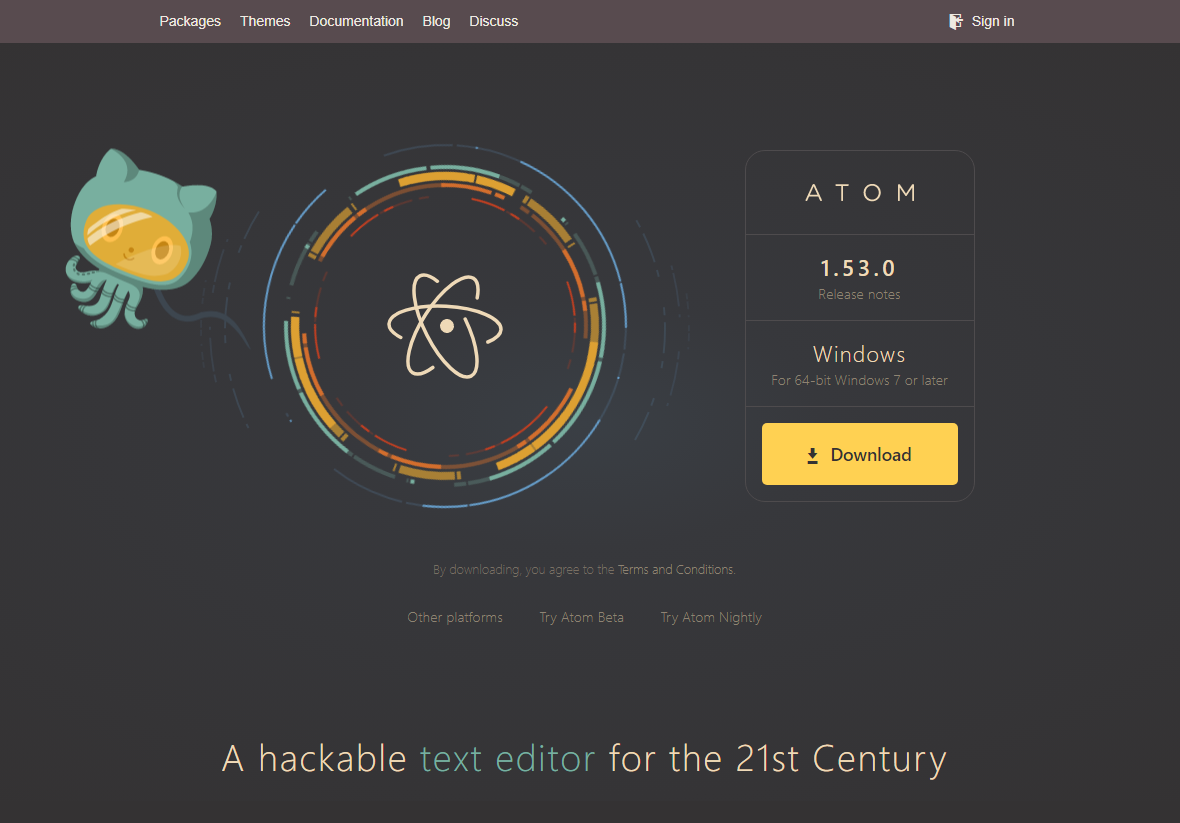 Packages Themes Documentation Blog Discuss Sign in
ATOM
1.53.0
Release notes
Windows
For 64-bit Windows 7 or later
Download
By downloading, you agree to the Terms and Conditions.
Other platforms Try Atom Beta Try Atom Nightly
A hackable text editor for the 21st Century